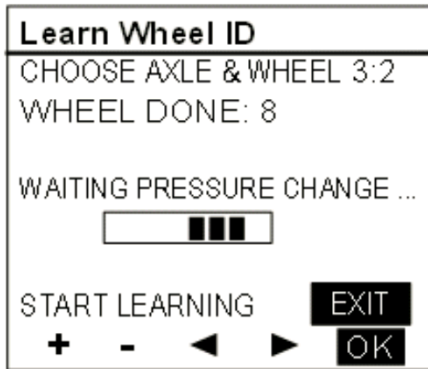 Learn Wheel ID
CHOOSE AXLE & WHEEL 3:2
WHEEL DONE: 8
WAITING PRESSURE CHANGE ...
START LEARNING EXIT
+ - ◄ ► OK